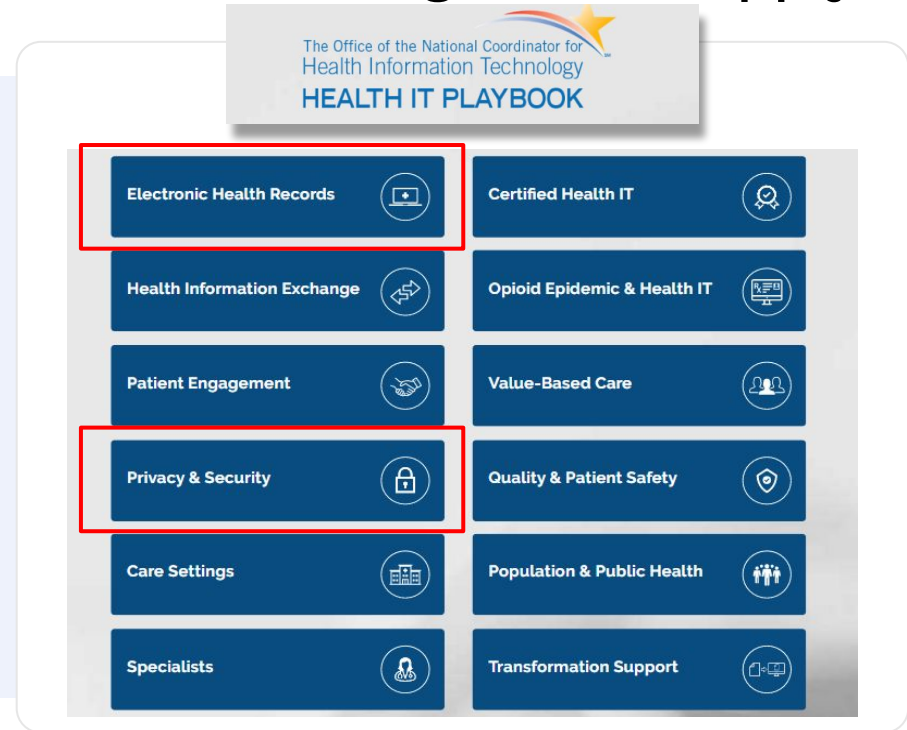 The Office of the National Coordinator for
Health Information Technology
HEALTH IT PLAYBOOK
Electronic Health Records
Certified Health IT
Health Information Exchange
Opioid Epidemic & Health IT
Patient Engagement
Value-Based Care
Privacy & Security
Quality & Patient Safety
Care Settings
Population & Public Health
Specialists
Transformation Support